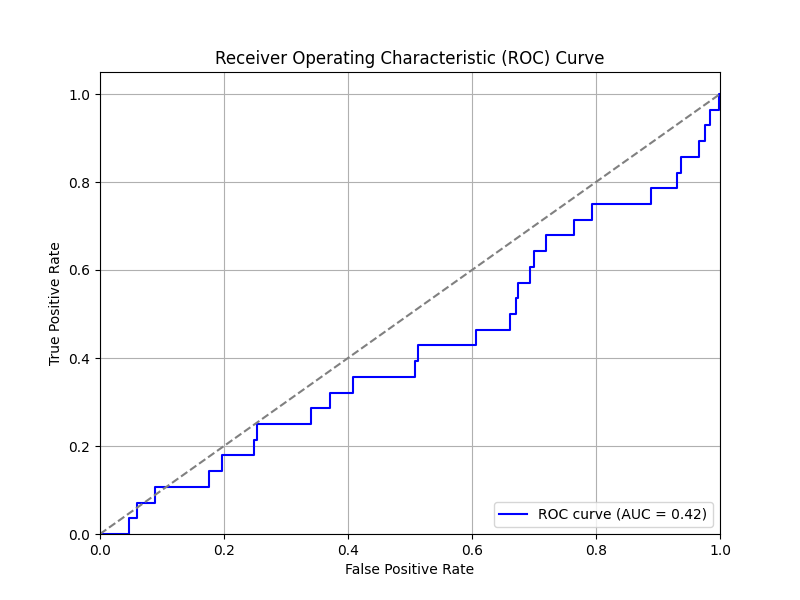 Receiver Operating Characteristic (ROC) Curve
1.0
0.8
0.6
0.4
0.2
0.0
True Positive Rate
ROC curve (AUC = 0.42)
0.0 0.2 0.4 0.6 0.8 1.0
False Positive Rate